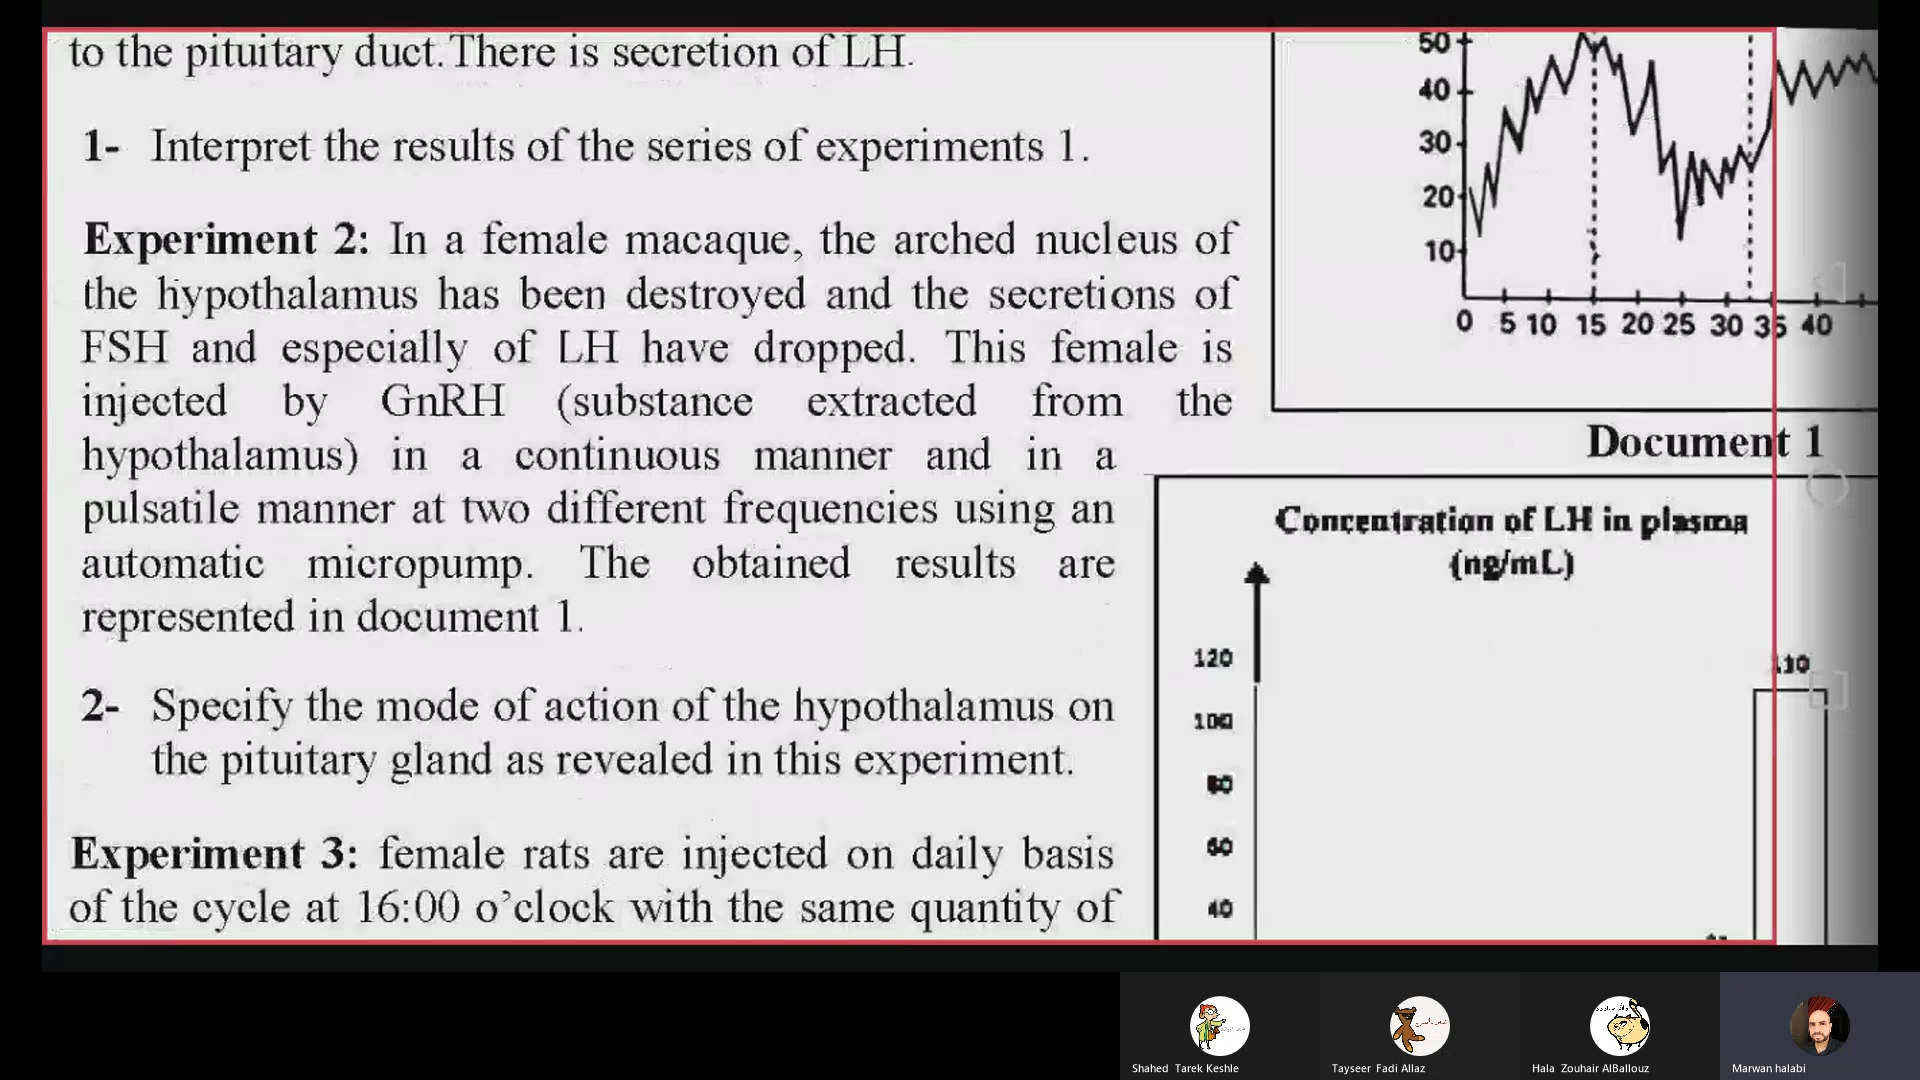 to the pituitary duct. There is secretion of LH.
1- Interpret the results of the series of experiments 1.
Experiment 2: In a female macaque, the arched nucleus of
the hypothalamus has been destroyed and the secretions of
FSH and especially of LH have dropped. This female is
injected by GnRH (substance extracted from the
hypothalamus) in a continuous manner and in a
pulsatile manner at two different frequencies using an
automatic micropump. The obtained results are
represented in document 1.
2- Specify the mode of action of the hypothalamus on
the pituitary gland as revealed in this experiment.
Experiment 3: female rats are injected on daily basis
of the cycle at 16:00 o'clock with the same quantity of
50
40
30
20
10
0 5 10 15 20 25 30 35 40
Document 1
Concentration of LH in plasma
(ng/mL)
120
110
100
80
60
40
Shahed Tarek Keshle
Tayseer Fadi Allaz
Hala Zouhair AlBallouz
Marwan halabi